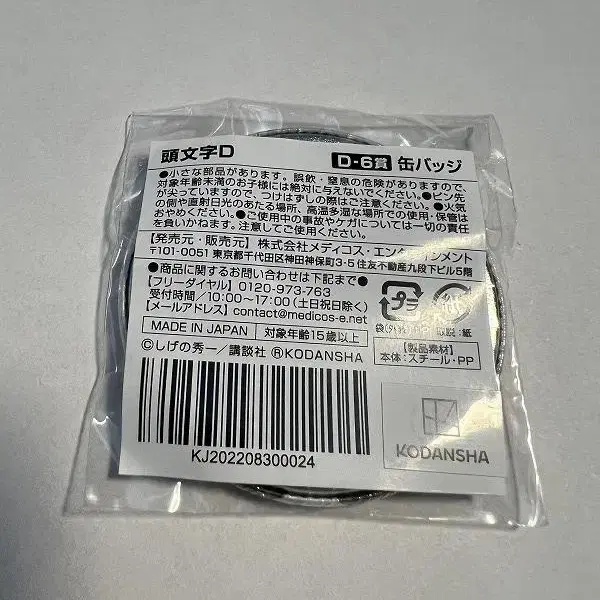 頭文字D
D-6賞 缶バッジ
●小さな部品があります。誤飲・窒息の危険がありますので、
対象年齢未満のお子様には絶対に与えないでください。●ピン先
が尖っていますので、つけはずしの際はご注意ください。●火気
の側や直射日光のあたる場所、高温多湿な場所での使用・保管は
おやめください。●ご使用中の事故やケガについては一切の責任
を負いかねます。注意してご使用ください。
【発売元・販売元】株式会社メディコス・エンタテインメント
〒101-0051 東京都千代田区神田神保町3-5 住友不動産九段下ビル5階
●商品に関するお問い合わせは下記まで●
【フリーダイヤル】0120-973-763
受付時間／10:00～17:00(土日祝日除く)
【メールアドレス】contact@medicos-e.net
MADE IN JAPAN 対象年齢15歳以上
プラ 紙
取説：紙
©しげの秀一／講談社 ®KODANSHA
【製品素材】
本体：スチール・PP
KJ202208300024
KODANSHA